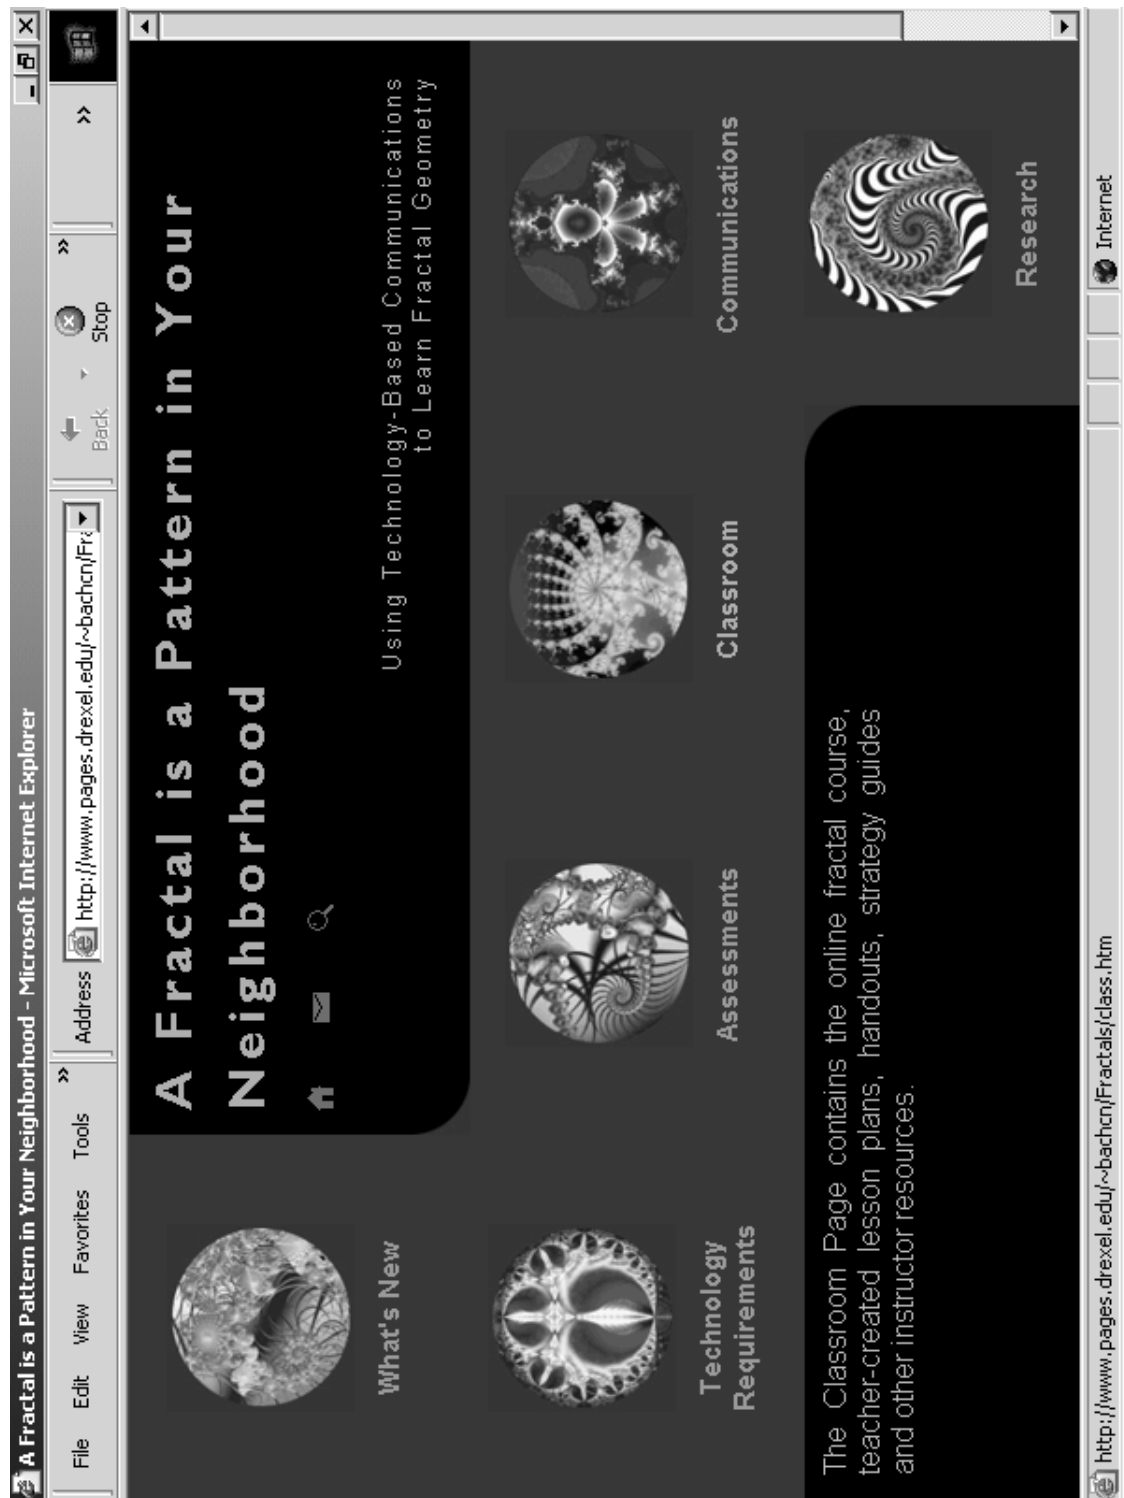 A Fractal is a Pattern in Your Neighborhood - Microsoft Internet Explorer
File Edit View Favorites Tools » Address http://www.pages.drexel.edu/~bachcn/Fra Back Stop » »
A Fractal is a Pattern in Your
Neighborhood
Using Technology-Based Communications
to Learn Fractal Geometry
What's New
Technology
Requirements
Assessments
Classroom
Communications
Research
The Classroom Page contains the online fractal course,
teacher-created lesson plans, handouts, strategy guides
and other instructor resources.
http://www.pages.drexel.edu/~bachcn/Fractals/class.htm Internet